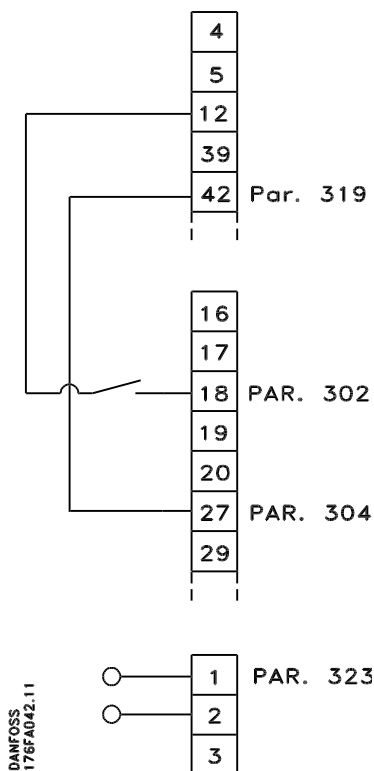 4
5
12
39
42 Par. 319
16
17
18 PAR. 302
19
20
27 PAR. 304
29
1 PAR. 323
2
3
DANFOSS
176FA042.11